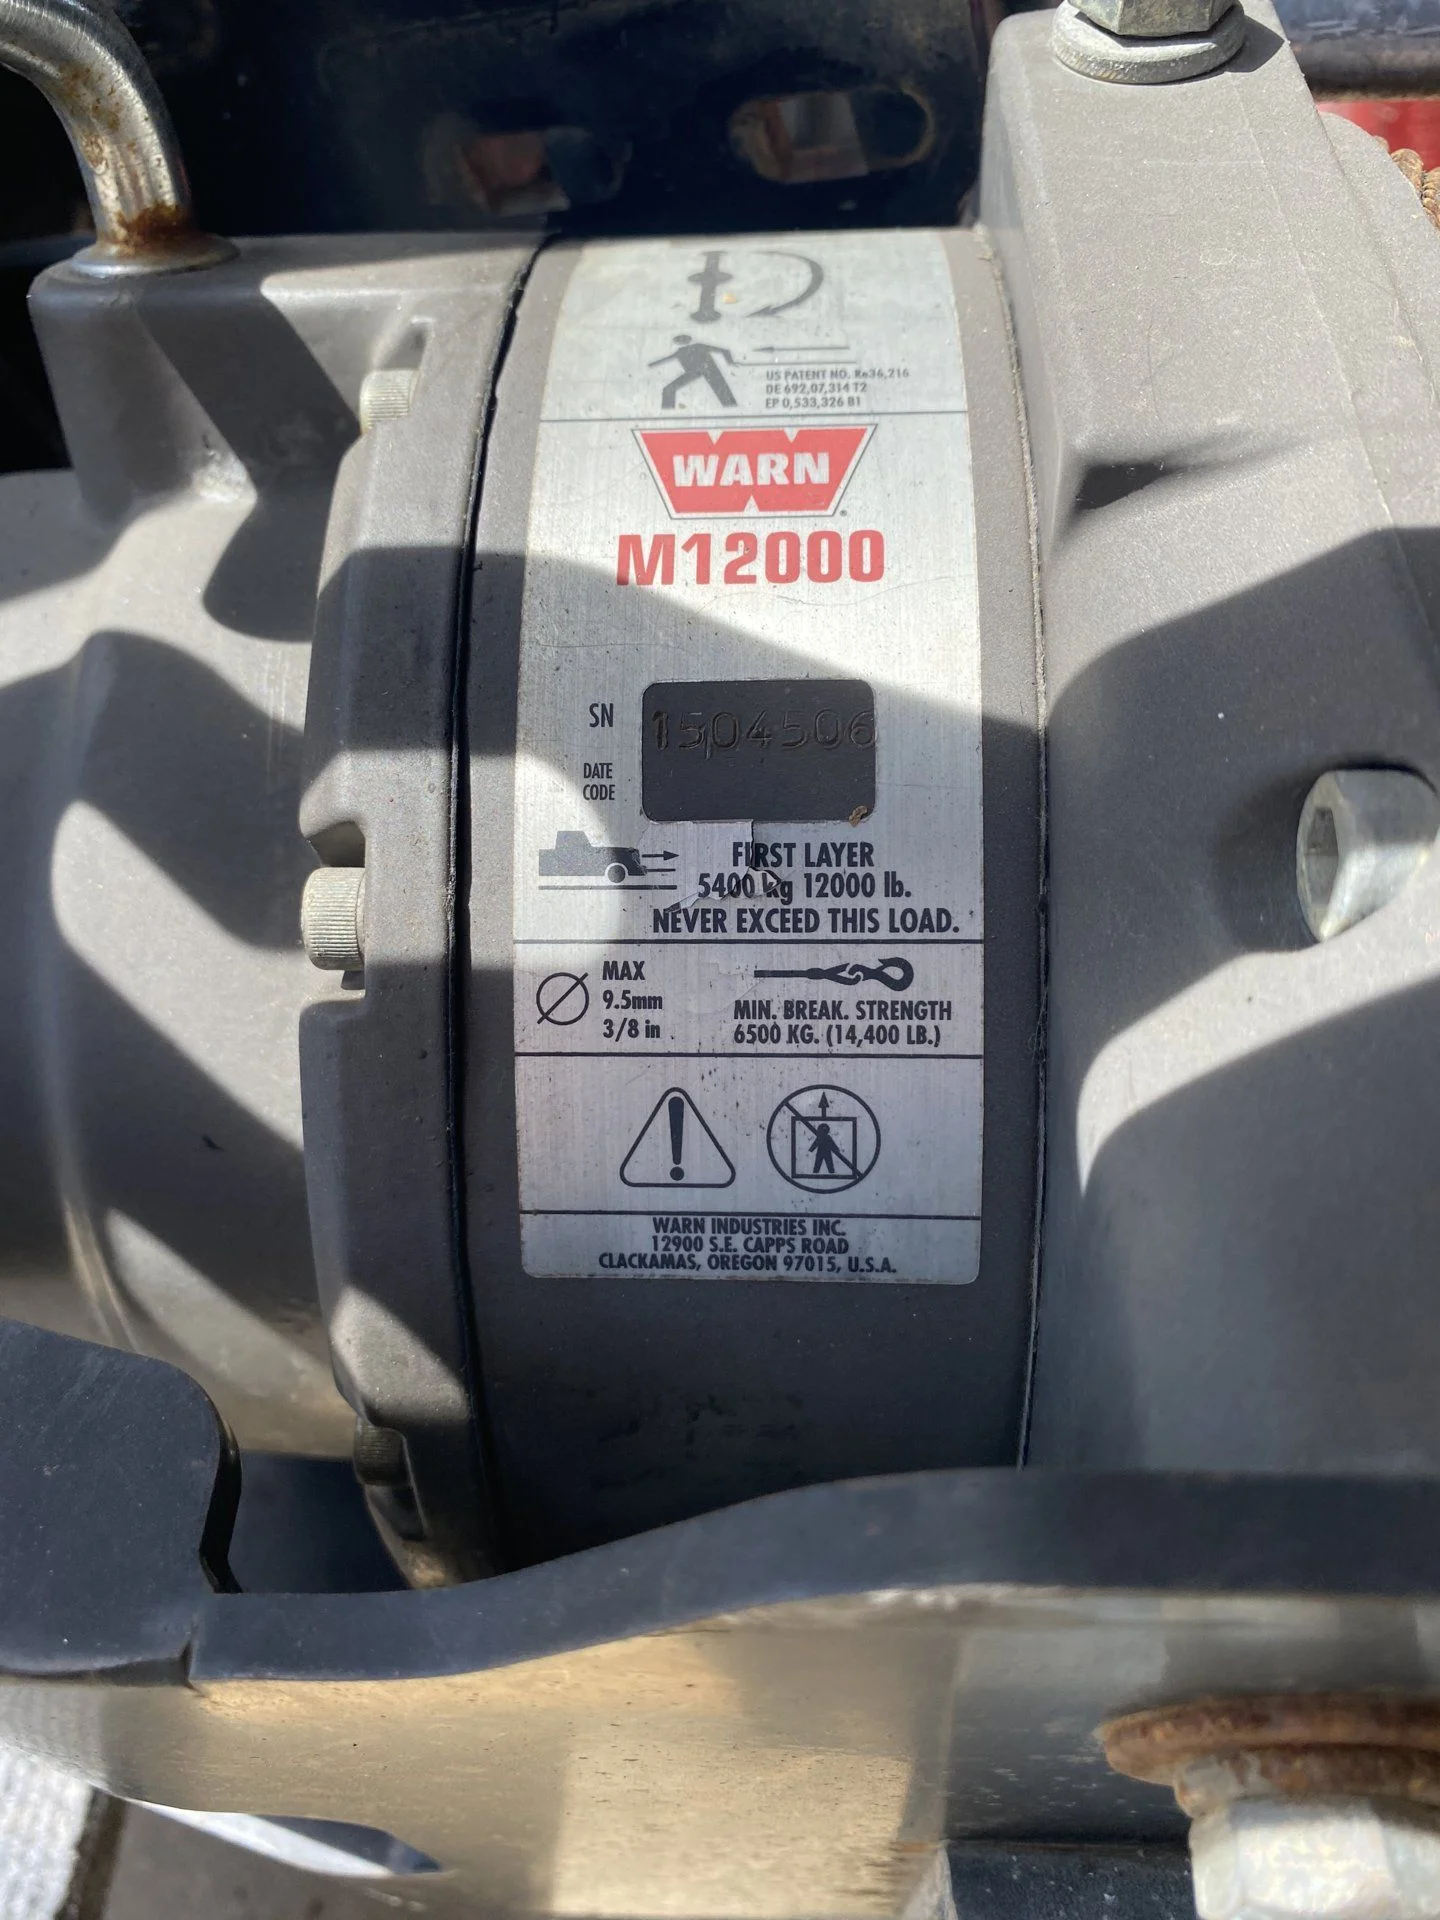 US PATENT NO. Re36,216
DE 692,07,314 T2
EP 0,533,326 B1
WARN
M12000
SN 1504506
DATE
CODE
FIRST LAYER
5400 kg 12000 lb.
NEVER EXCEED THIS LOAD.
MAX
9.5mm
3/8 in
MIN. BREAK. STRENGTH
6500 KG. (14,400 LB.)
WARN INDUSTRIES INC.
12900 S.E. CAPPS ROAD
CLACKAMAS, OREGON 97015, U.S.A.